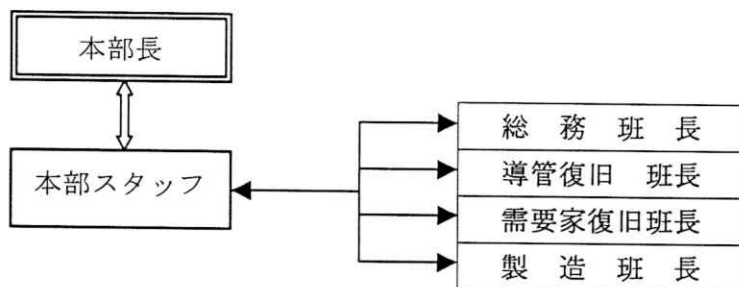 本部長
本部スタッフ
総務班長
導管復旧 班長
需要家復旧班長
製造班長